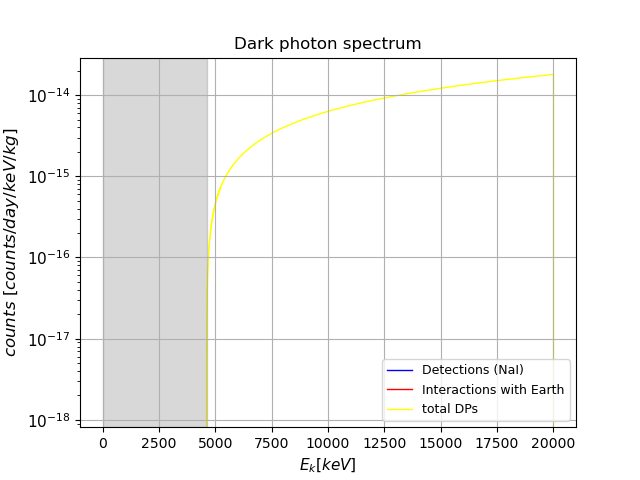 Dark photon spectrum
counts [counts/day/keV/kg]
10⁻¹⁴
10⁻¹⁵
10⁻¹⁶
10⁻¹⁷
10⁻¹⁸
Detections (NaI)
Interactions with Earth
total DPs
0 2500 5000 7500 10000 12500 15000 17500 20000
Eₖ[keV]